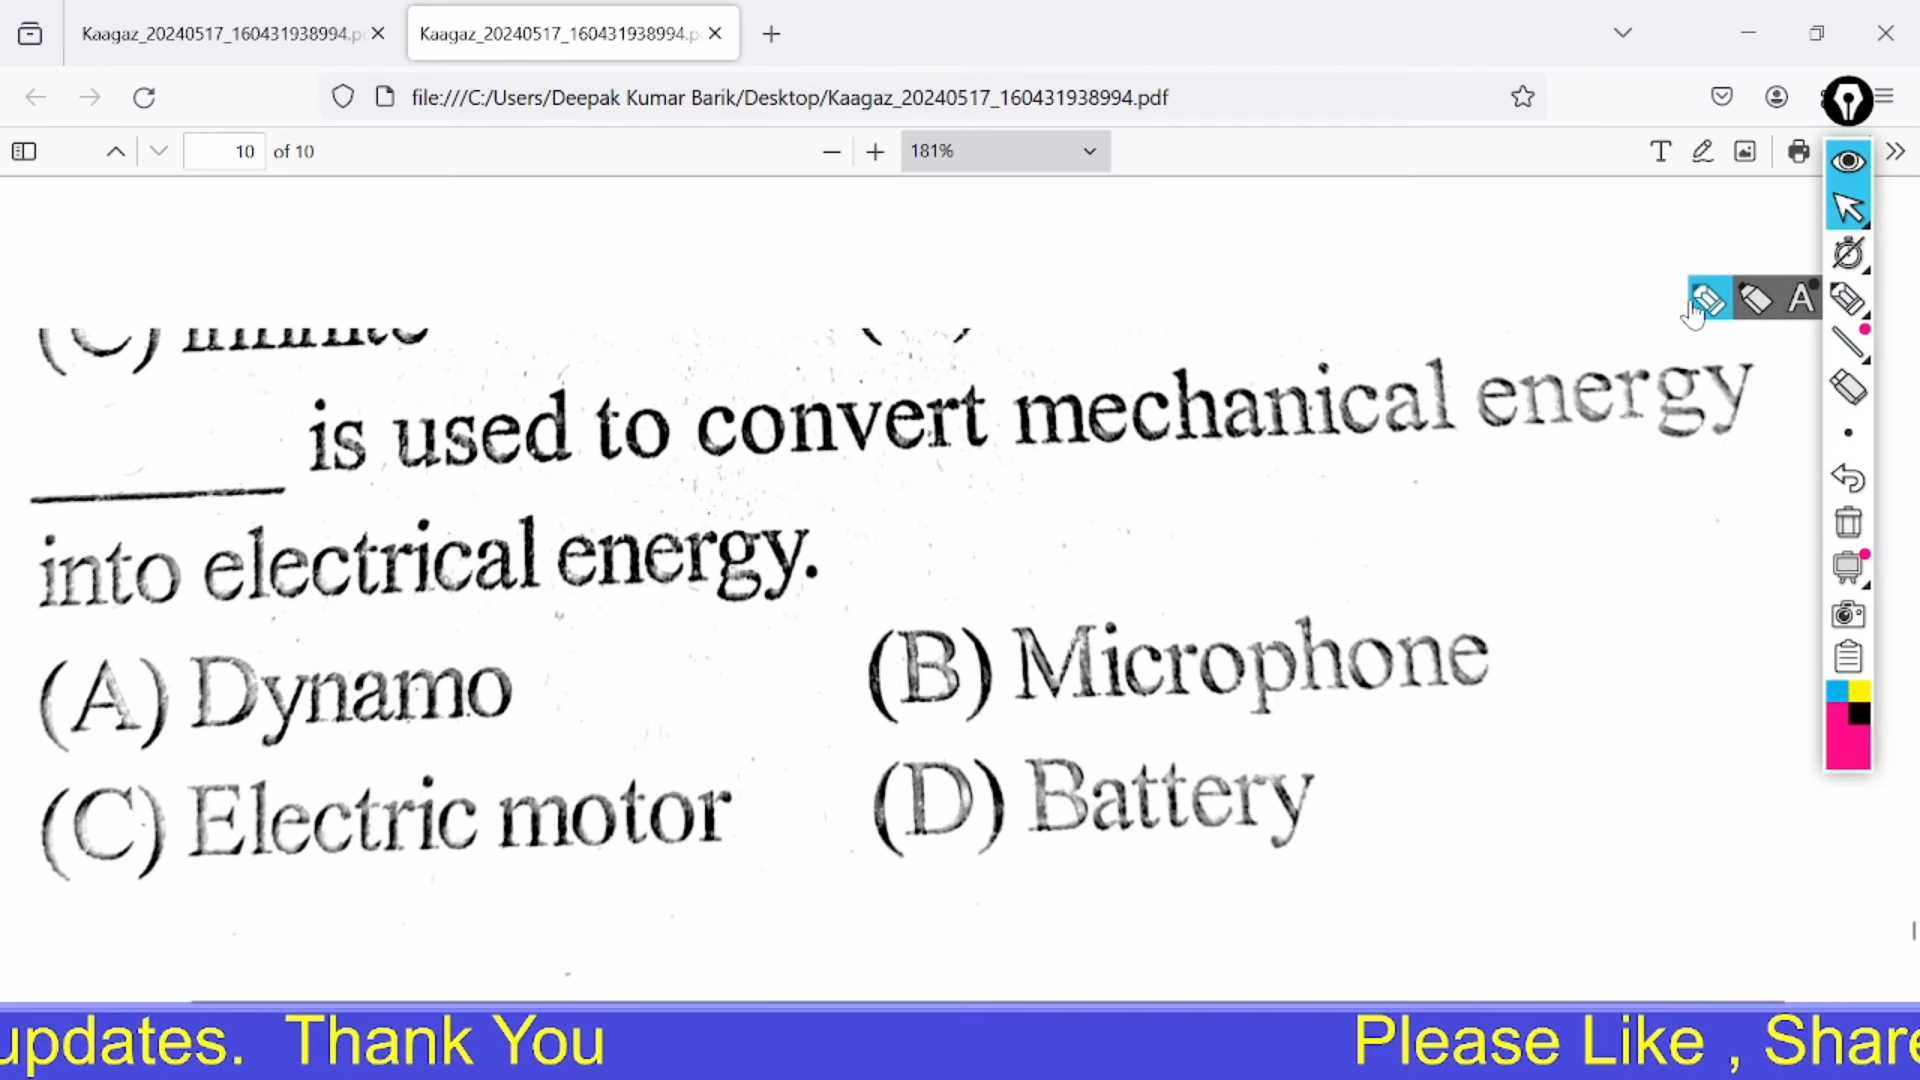 Kaagaz_20240517_160431938994.p
Kaagaz_20240517_160431938994.p
file:///C:/Users/Deepak Kumar Barik/Desktop/Kaagaz_20240517_160431938994.pdf
10 of 10
181%
T
A
(C) infinite
is used to convert mechanical energy
into electrical energy.
(A) Dynamo (B) Microphone
(C) Electric motor (D) Battery
updates. Thank You Please Like , Share